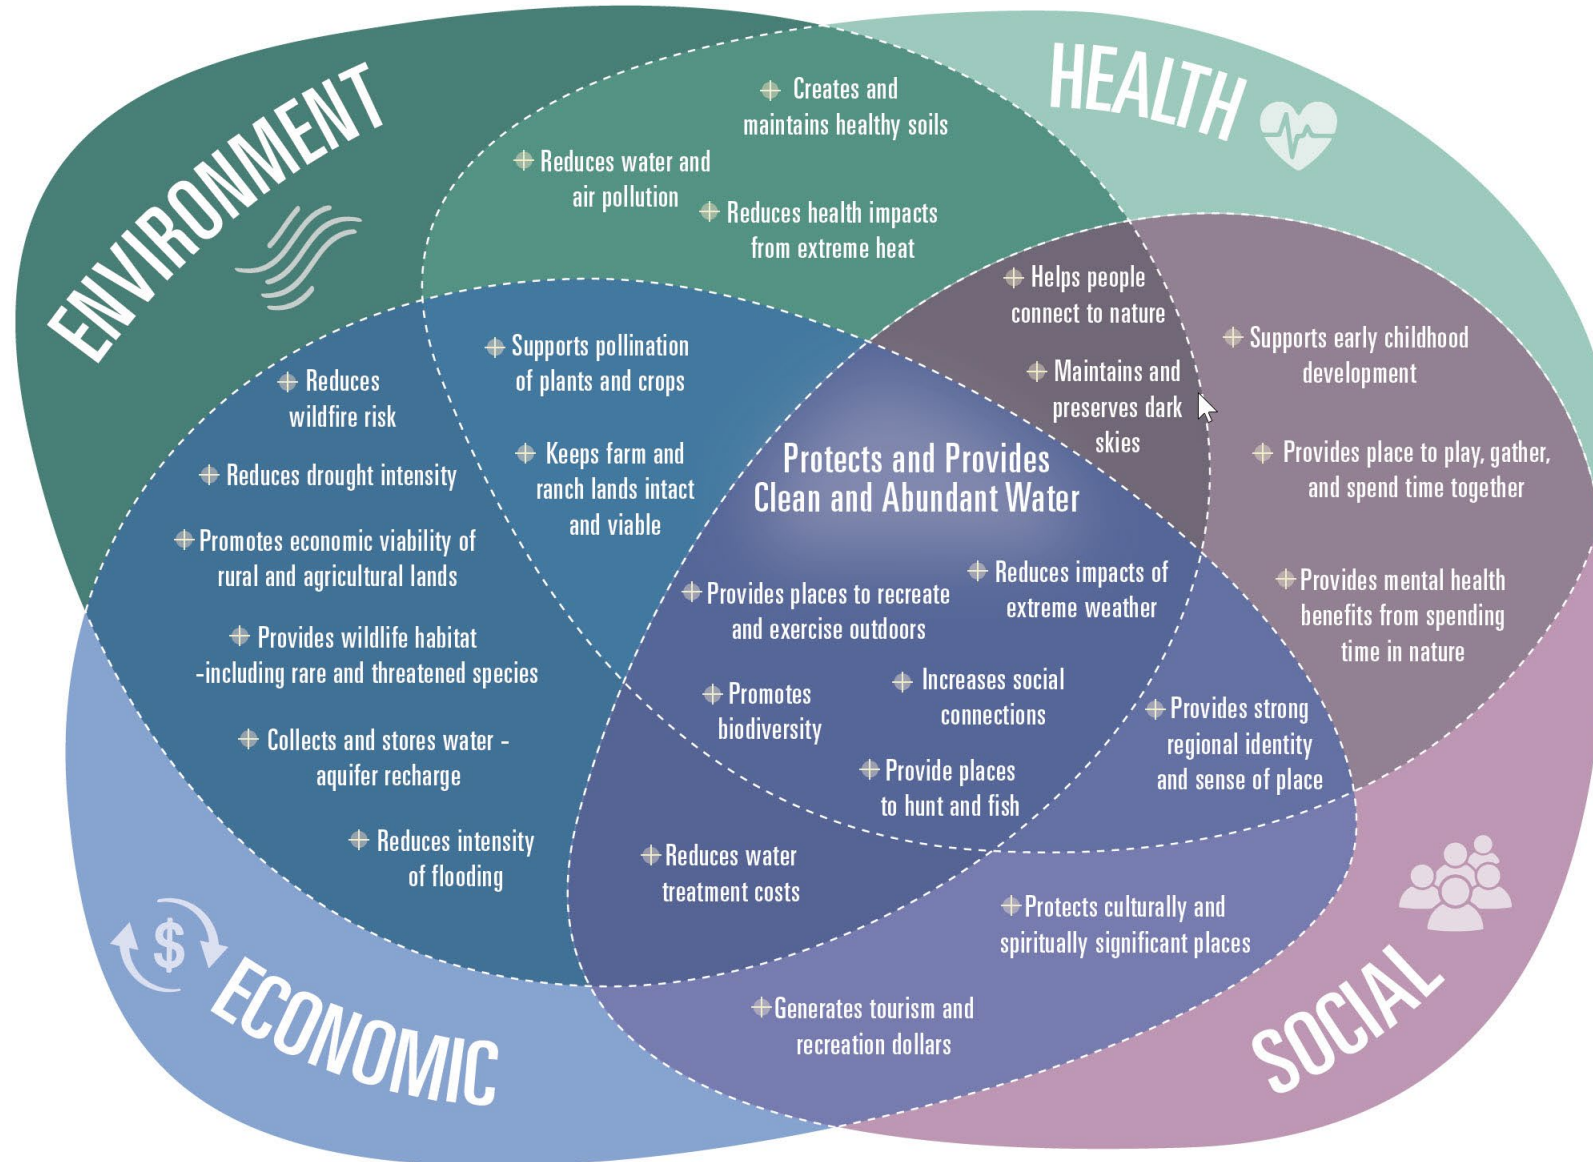 ENVIRONMENT
HEALTH
Creates and
maintains healthy soils
Reduces water and
air pollution
Reduces health impacts
from extreme heat
Helps people
connect to nature
Maintains and
preserves dark
skies
Supports early childhood
development
Provides place to play, gather,
and spend time together
Provides mental health
benefits from spending
time in nature
Supports pollination
of plants and crops
Keeps farm and
ranch lands intact
and viable
Reduces
wildfire risk
Reduces drought intensity
Promotes economic viability of
rural and agricultural lands
Provides wildlife habitat
-including rare and threatened species
Collects and stores water -
aquifer recharge
Reduces intensity
of flooding
Protects and Provides
Clean and Abundant Water
Provides places to recreate
and exercise outdoors
Reduces impacts of
extreme weather
Promotes
biodiversity
Increases social
connections
Provide places
to hunt and fish
Provides strong
regional identity
and sense of place
Reduces water
treatment costs
Protects culturally and
spiritually significant places
Generates tourism and
recreation dollars
$
ECONOMIC
SOCIAL